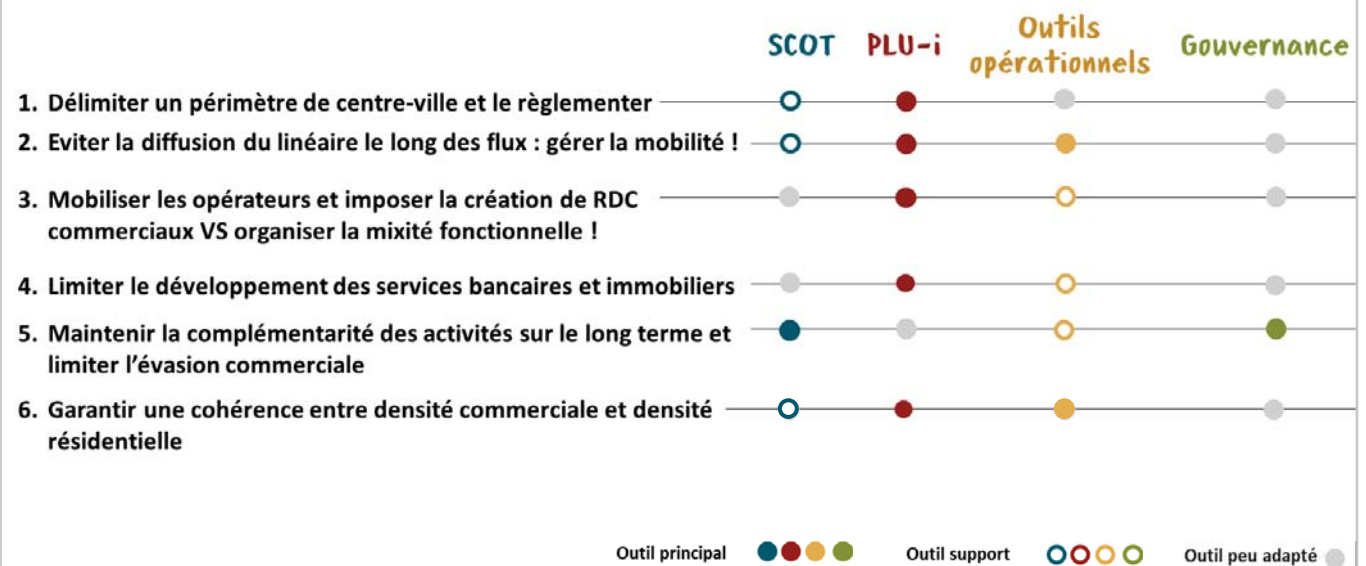 SCOT PLU-i Outils opérationnels Gouvernance
1. Délimiter un périmètre de centre-ville et le règlementer
2. Eviter la diffusion du linéaire le long des flux : gérer la mobilité !
3. Mobiliser les opérateurs et imposer la création de RDC
commerciaux VS organiser la mixité fonctionnelle !
4. Limiter le développement des services bancaires et immobiliers
5. Maintenir la complémentarité des activités sur le long terme et
limiter l’évasion commerciale
6. Garantir une cohérence entre densité commerciale et densité
résidentielle
Outil principal Outil support Outil peu adapté